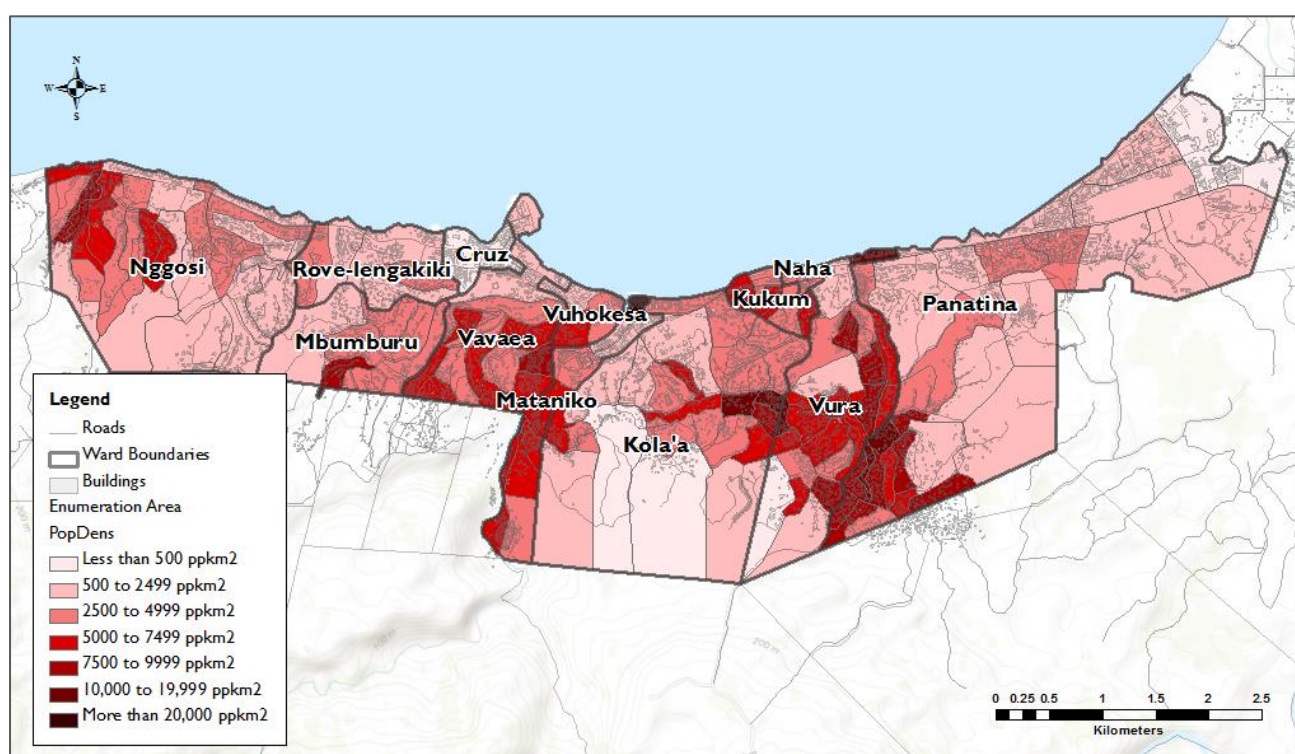 N
W E
S
Naha
Cruz
Nggosi
Rove-lengakiki
Kukum
Panatina
Vuhokesa
Mbumburu
Vavaea
Mataniko
Vura
Kola'a
Legend
Roads
Ward Boundaries
Buildings
Enumeration Area
PopDens
Less than 500 ppkm2
500 to 2499 ppkm2
2500 to 4999 ppkm2
5000 to 7499 ppkm2
7500 to 9999 ppkm2
10,000 to 19,999 ppkm2
More than 20,000 ppkm2
200 m
0 0.25 0.5 1 1.5 2 2.5
Kilometers